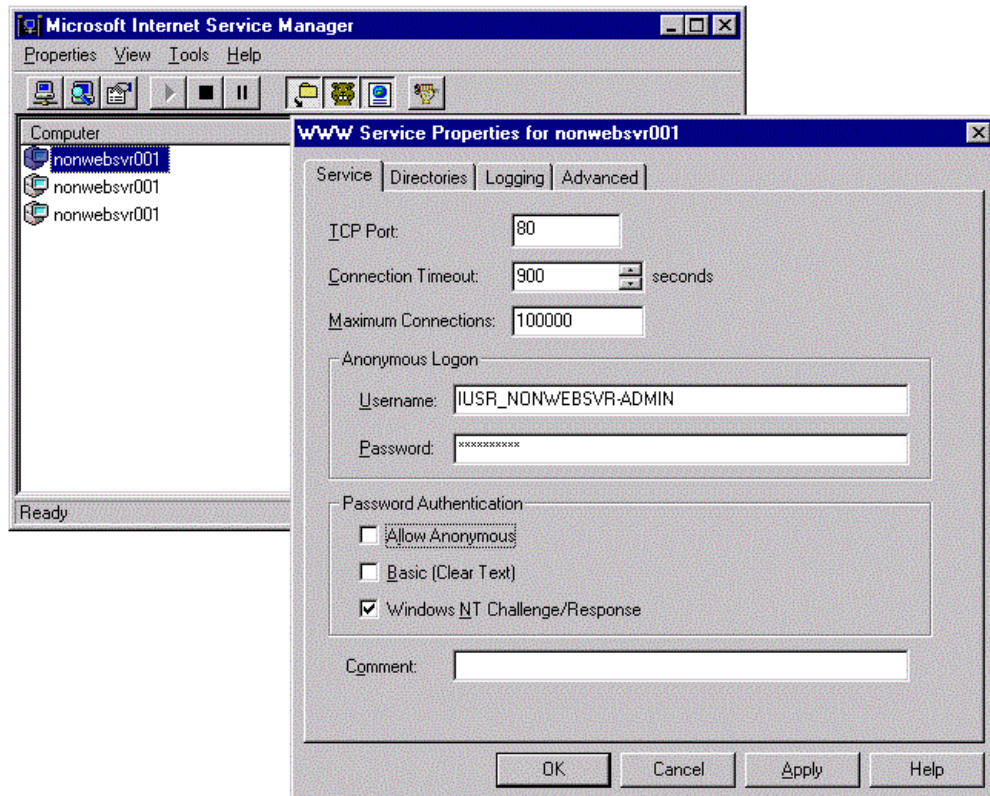 Microsoft Internet Service Manager
Properties View Tools Help
Computer
nonwebsvr001
nonwebsvr001
nonwebsvr001
Ready
WWW Service Properties for nonwebsvr001
Service Directories Logging Advanced
TCP Port: 80
Connection Timeout: 900 seconds
Maximum Connections: 100000
Anonymous Logon
Username: IUSR_NONWEBSVR-ADMIN
Password: **********
Password Authentication
Allow Anonymous
Basic (Clear Text)
Windows NT Challenge/Response
Comment:
OK Cancel Apply Help